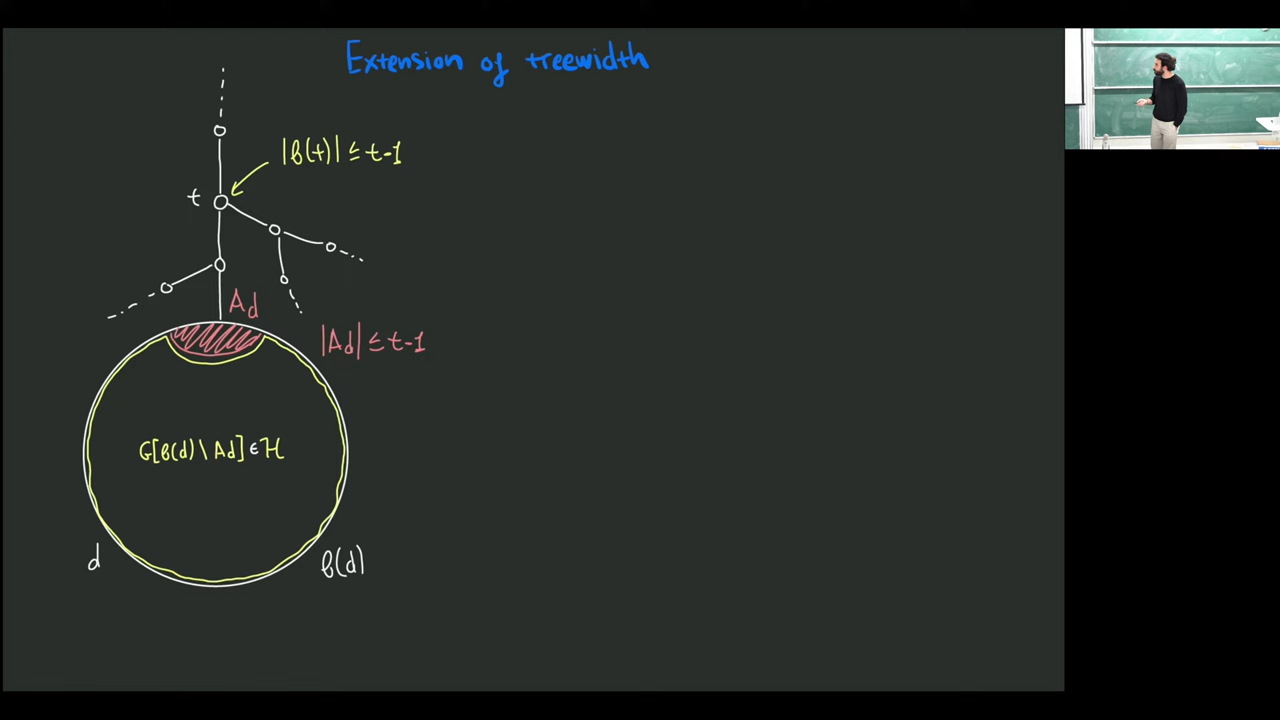 Extension of treewidth
|β(t)| ≤ t-1
t
Ad
|Ad| ≤ t-1
G[β(d) \ Ad] ∈ H
d
β(d)